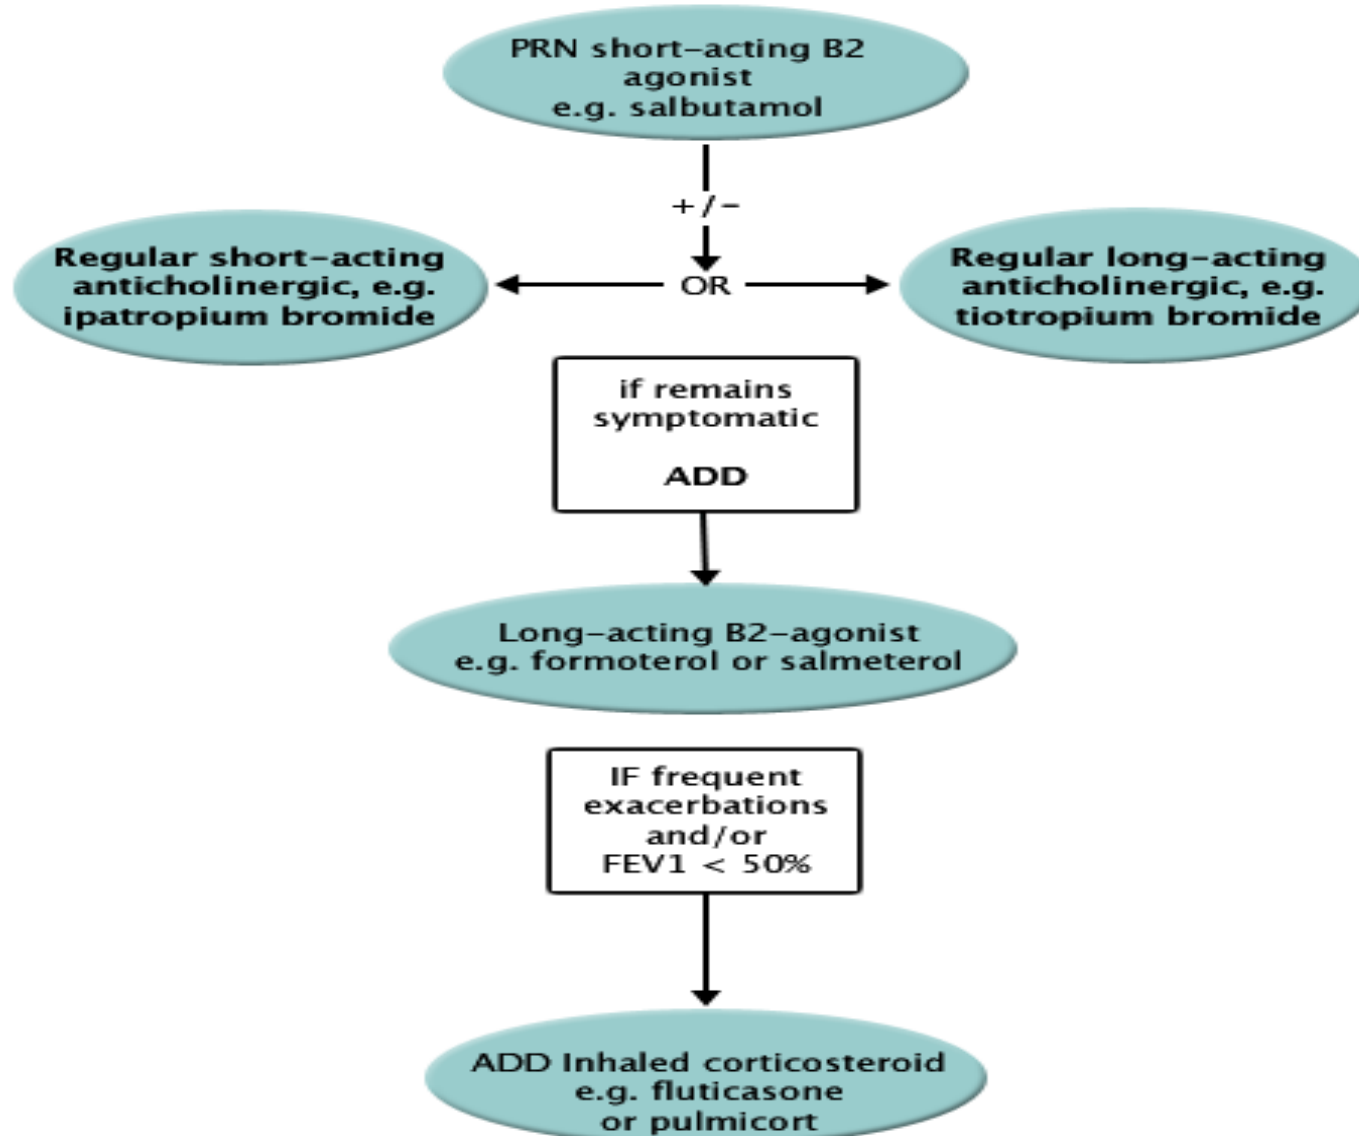 PRN short-acting B2
agonist
e.g. salbutamol
+/-
Regular short-acting
anticholinergic, e.g.
ipatropium bromide
OR
Regular long-acting
anticholinergic, e.g.
tiotropium bromide
if remains
symptomatic
ADD
Long-acting B2-agonist
e.g. formoterol or salmeterol
IF frequent
exacerbations
and/or
FEV1 < 50%
ADD Inhaled corticosteroid
e.g. fluticasone
or pulmicort